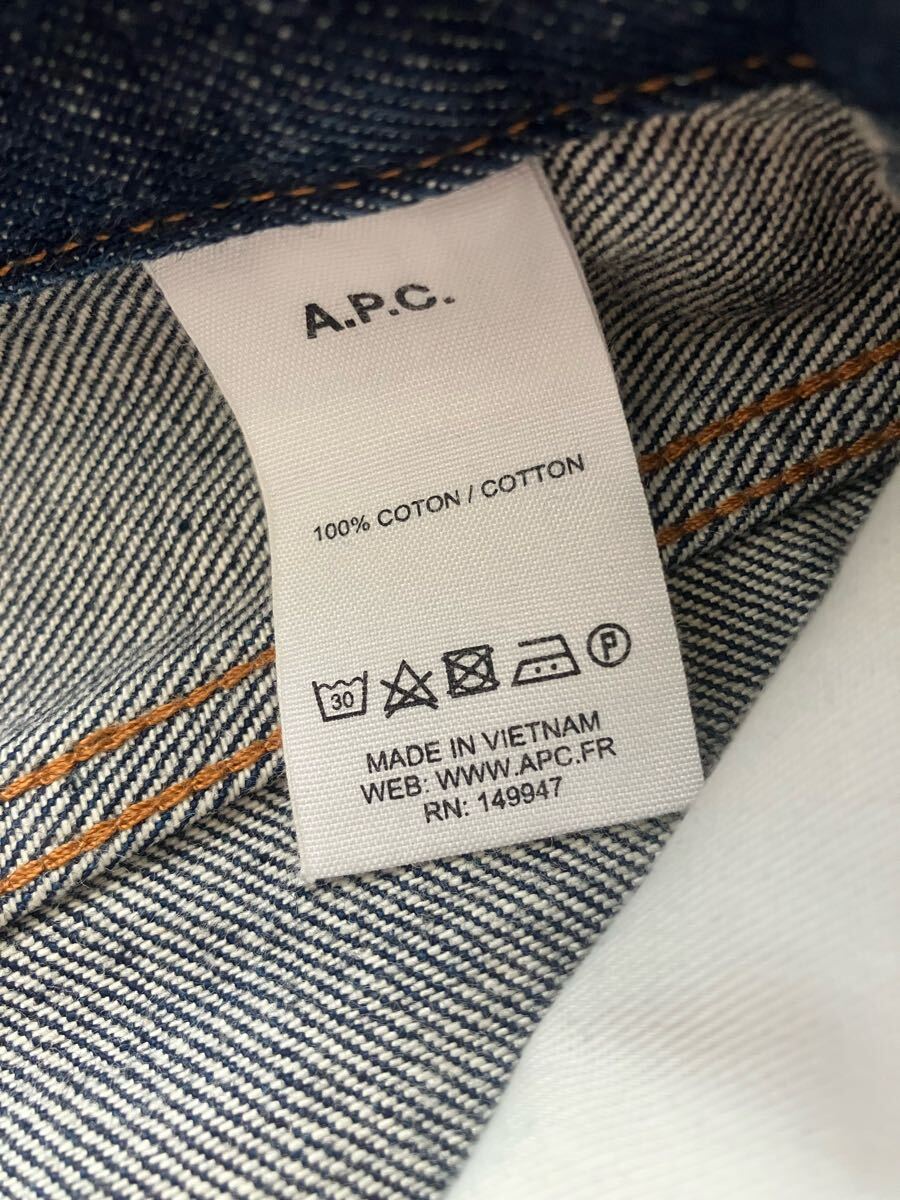 A.P.C.
100% COTON / COTTON
30 P
MADE IN VIETNAM
WEB: WWW.APC.FR
RN: 149947